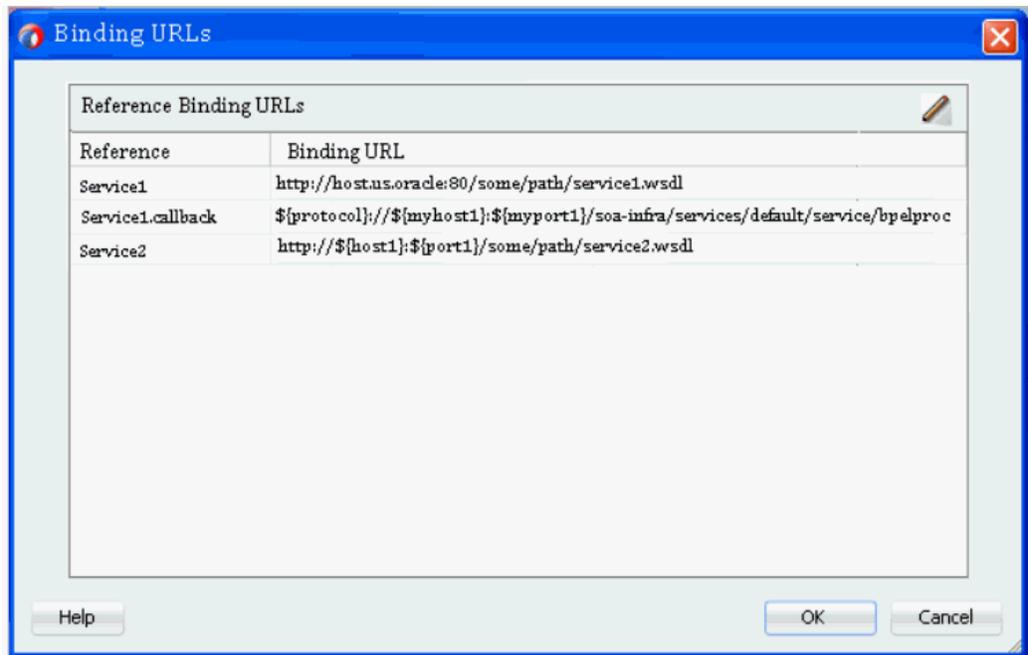 Binding URLs
Reference Binding URLs
Reference Binding URL
Service1 http://host.us.oracle:80/some/path/service1.wsdl
Service1.callback ${protocol}://${myhost1}:${myport1}/soa-infra/services/default/service/bpelproc
Service2 http://${host1}:${port1}/some/path/service2.wsdl
Help OK Cancel